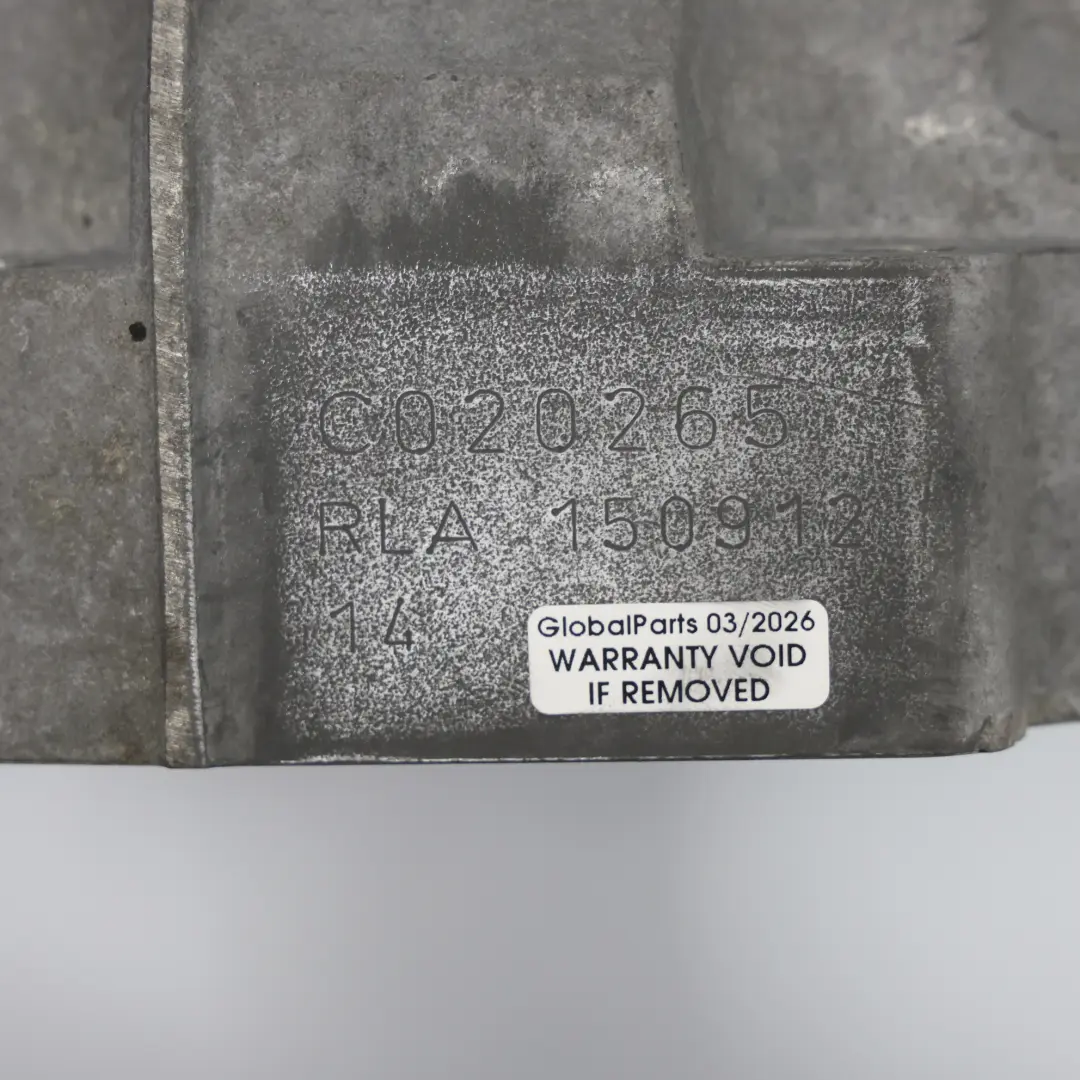 C020265
RLA 150912
14
GlobalParts 03/2026
WARRANTY VOID
IF REMOVED